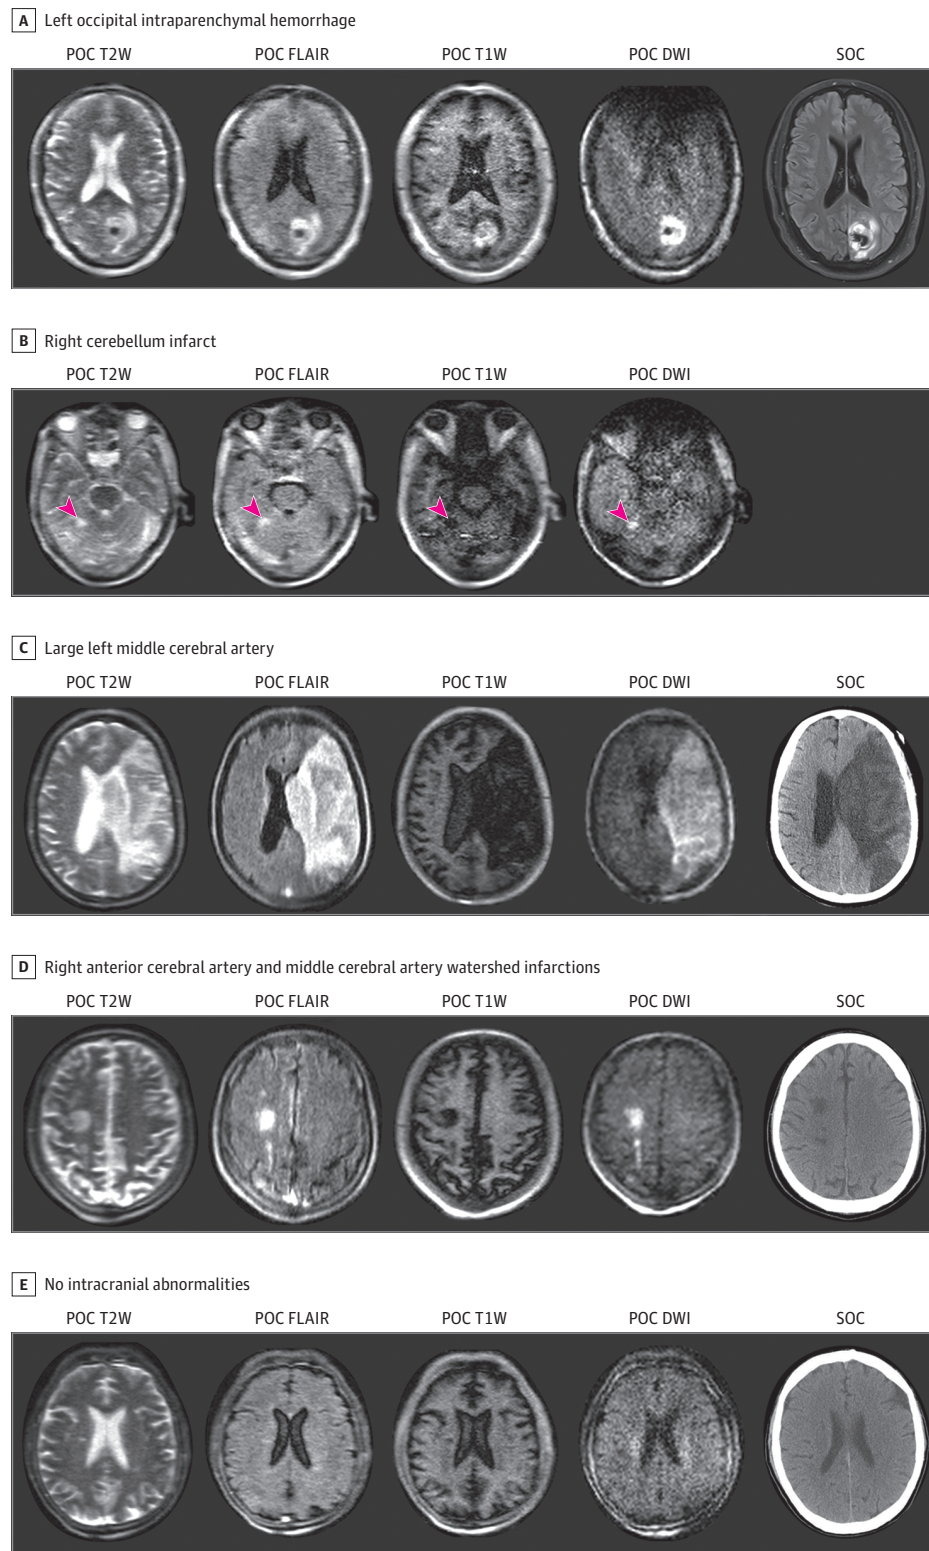 A Left occipital intraparenchymal hemorrhage
POC T2W POC FLAIR POC T1W POC DWI SOC
B Right cerebellum infarct
POC T2W POC FLAIR POC T1W POC DWI
C Large left middle cerebral artery
POC T2W POC FLAIR POC T1W POC DWI SOC
D Right anterior cerebral artery and middle cerebral artery watershed infarctions
POC T2W POC FLAIR POC T1W POC DWI SOC
E No intracranial abnormalities
POC T2W POC FLAIR POC T1W POC DWI SOC